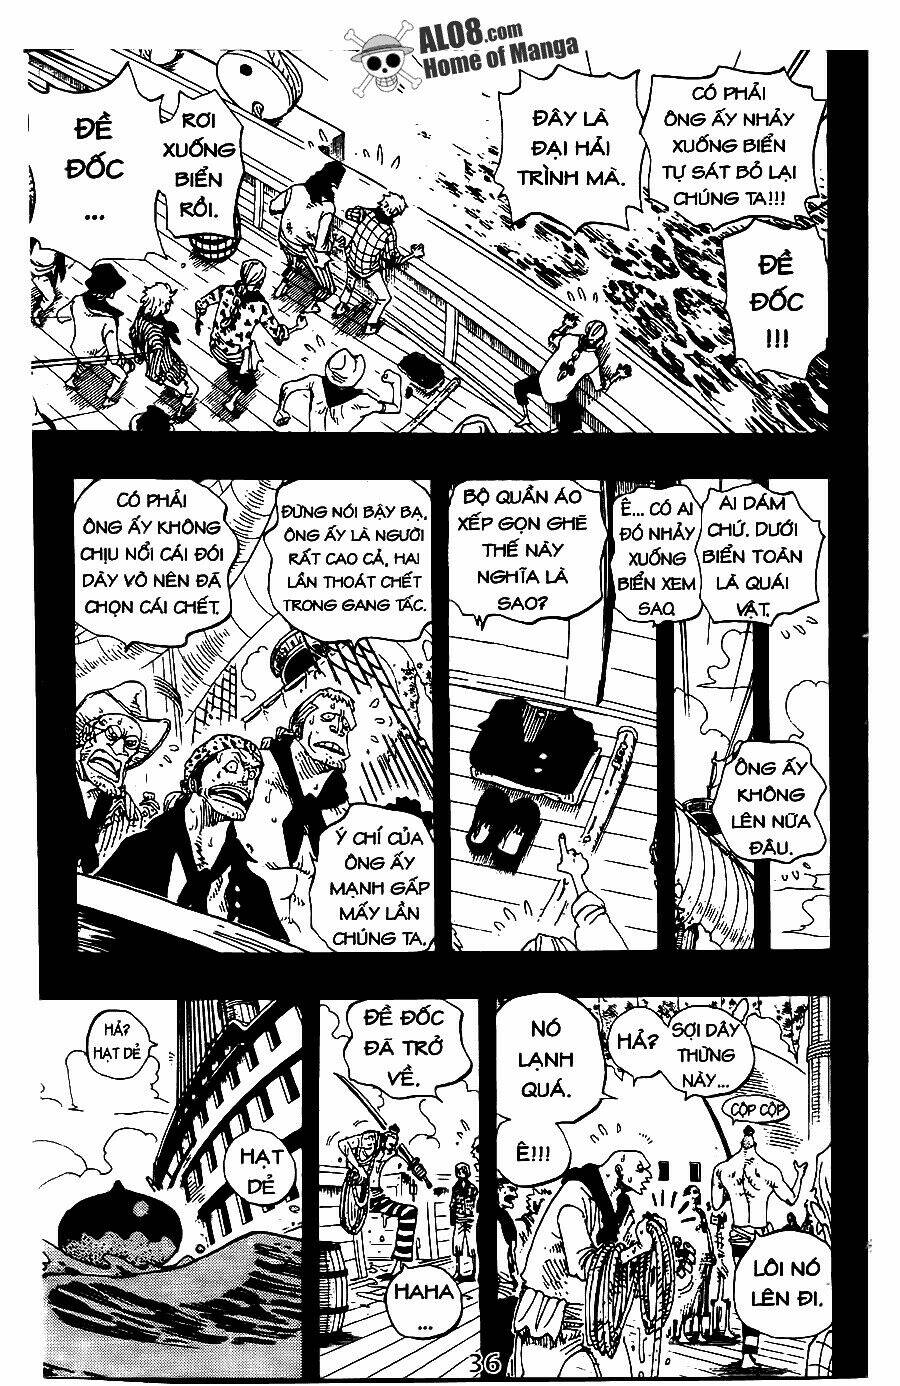 ALO8.com
Home of Manga
CÓ PHẢI
ÔNG ẤY NHẢY
XUỐNG BIỂN
TỰ SÁT BỎ LẠI
CHÚNG TA!!!
ĐỀ
ĐỐC
!!!
ĐÂY LÀ
ĐẠI HẢI
TRÌNH MÀ.
RƠI
XUỐNG
BIỂN
RỒI.
ĐỀ
ĐỐC
...
AI DÁM
CHỨ. DƯỚI
BIỂN TOÀN
LÀ QUÁI
VẬT.
Ê... CÓ AI
ĐÓ NHẢY
XUỐNG
BIỂN XEM
SAO.
ÔNG ẤY
KHÔNG
LÊN NỮA
ĐÂU.
BỘ QUẦN ÁO
XẾP GỌN GHẼ
THẾ NÀY
NGHĨA LÀ
SAO?
ĐỪNG NÓI BẬY BẠ.
ÔNG ẤY LÀ NGƯỜI
RẤT CAO CẢ, HAI
LẦN THOÁT CHẾT
TRONG GANG TẤC.
CÓ PHẢI
ÔNG ẤY KHÔNG
CHỊU NỔI CÁI ĐÓI
DÀY VÒ NÊN ĐÃ
CHỌN CÁI CHẾT.
Ý CHÍ CỦA
ÔNG ẤY
MẠNH GẤP
MẤY LẦN
CHÚNG TA.
SỢI DÂY
THỪNG
NÀY...
HẢ?
NÓ
LẠNH
QUÁ.
Ê!!!
CỘP CỘP
LÔI NÓ
LÊN ĐI.
ĐỀ ĐỐC
ĐÃ TRỞ
VỀ.
HAHA
...
HẢ?
HẠT DẺ
HẠT
DẺ
36